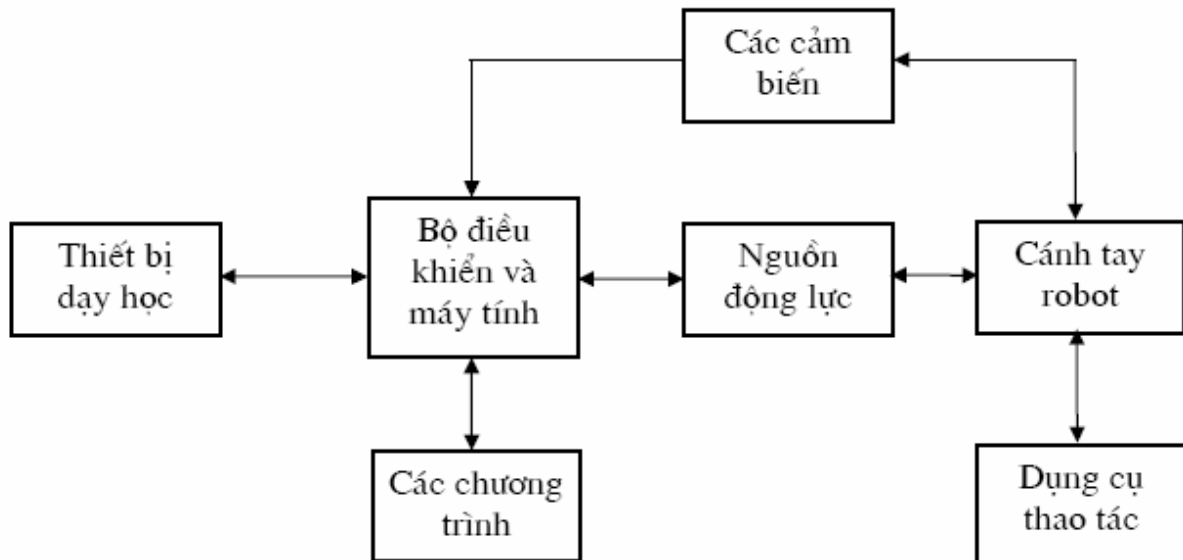 Các cảm
biến
Thiết bị
dạy học
Bộ điều
khiển và
máy tính
Nguồn
động lực
Cánh tay
robot
Các chương
trình
Dụng cụ
thao tác